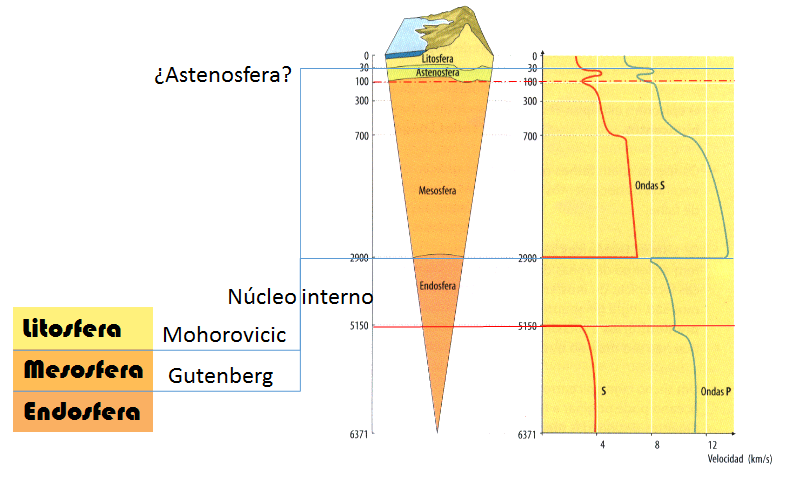 ¿Astenosfera?
Núcleo interno
Litosfera
Mohorovicic
Mesosfera
Gutenberg
Endosfera
0
30
100
300
700
2900
5150
6371
Litosfera
Astenosfera
Mesosfera
Endosfera
0
30
100
300
700
2900
5150
6371
Ondas S
S
Ondas P
4 8 12
Velocidad (km/s)